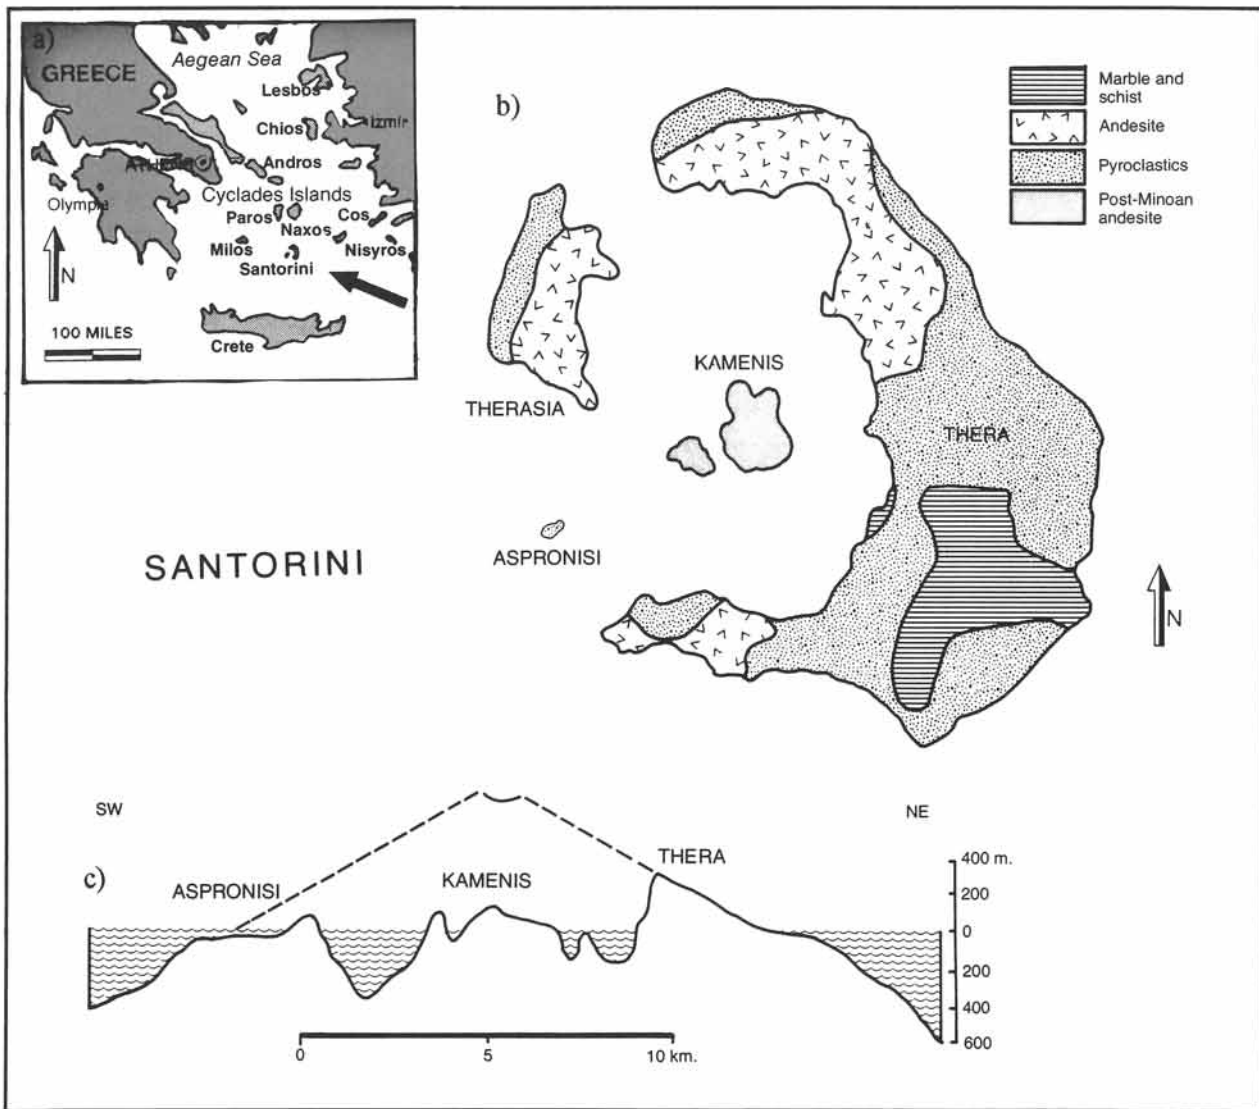 a)
Aegean Sea
GREECE
Lesbos
Chios
Izmir
ATHENS
Andros
Cyclades Islands
Olympia
Paros
Cos
Naxos
Milos
Nisyros
Santorini
N
100 MILES
Crete
b)
Marble and
schist
Andesite
Pyroclastics
Post-Minoan
andesite
KAMENIS
THERASIA
THERA
ASPRONISI
SANTORINI
N
SW
NE
c)
ASPRONISI
KAMENIS
THERA
400 m.
200
0
200
400
600
0
5
10 km.